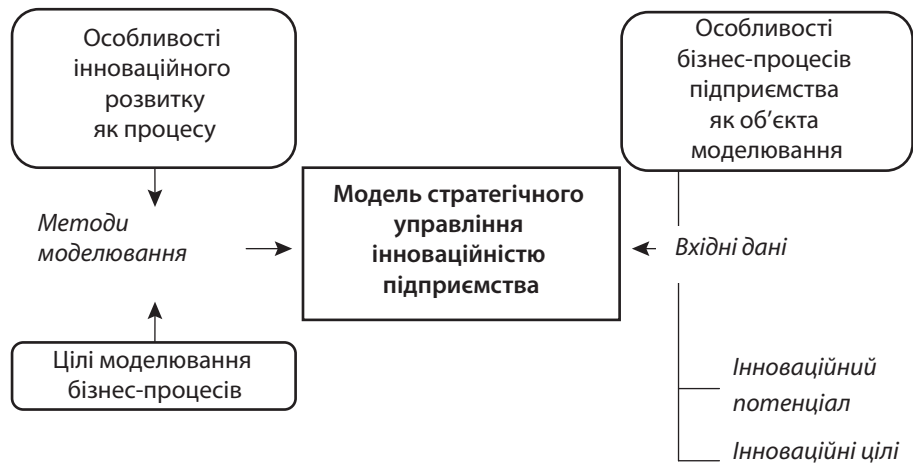 Особливості
інноваційного
розвитку
як процесу
Особливості
бізнес-процесів
підприємства
як об’єкта
моделювання
Методи
моделювання
Модель стратегічного
управління
інноваційністю
підприємства
Вхідні дані
Цілі моделювання
бізнес-процесів
Інноваційний
потенціал
Інноваційні цілі